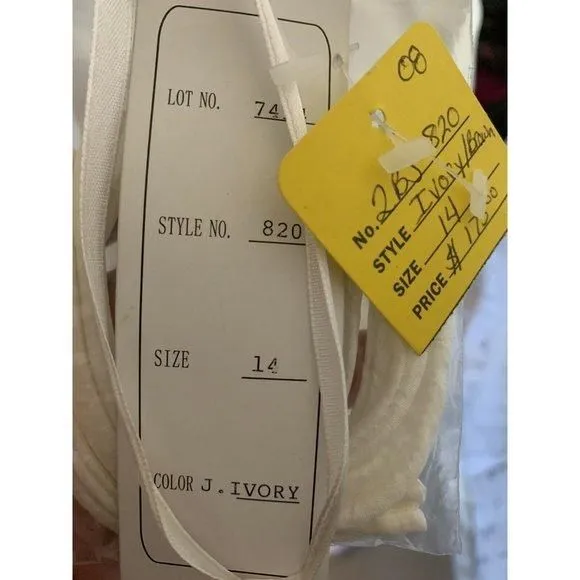 LOT NO.
STYLE NO. 820
SIZE 14
COLOR J.IVORY
08
No. 2BJ 820
STYLE Ivory/
SIZE 14
PRICE $